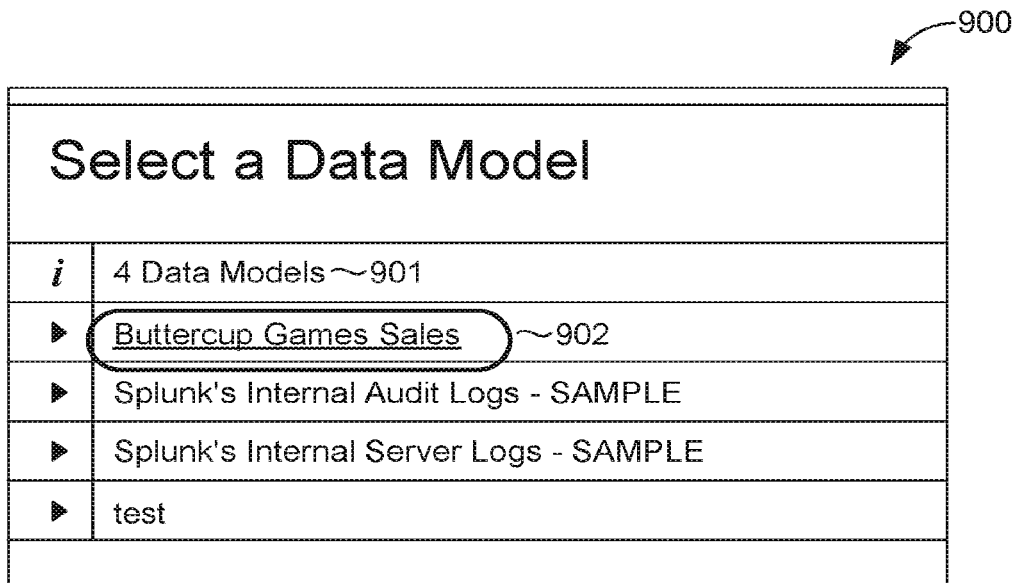 900
Select a Data Model
i 4 Data Models 901
Buttercup Games Sales 902
Splunk's Internal Audit Logs - SAMPLE
Splunk's Internal Server Logs - SAMPLE
test